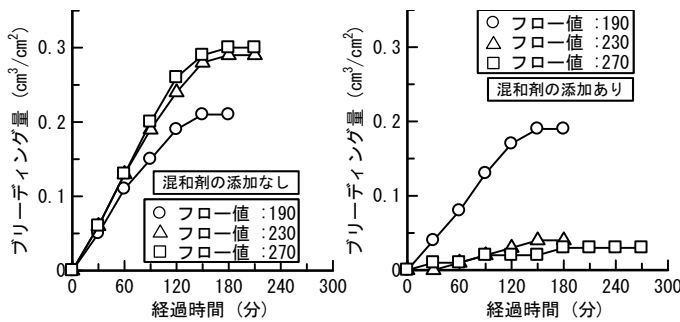 ブリーディング量 (cm³/cm²)
0.3
0.2
0.1
0
混和剤の添加なし
フロー値 :190
フロー値 :230
フロー値 :270
0 60 120 180 240 300
経過時間 (分)
フロー値 :190
フロー値 :230
フロー値 :270
混和剤の添加あり
ブリーディング量 (cm³/cm²)
0.3
0.2
0.1
0
0 60 120 180 240 300
経過時間 (分)